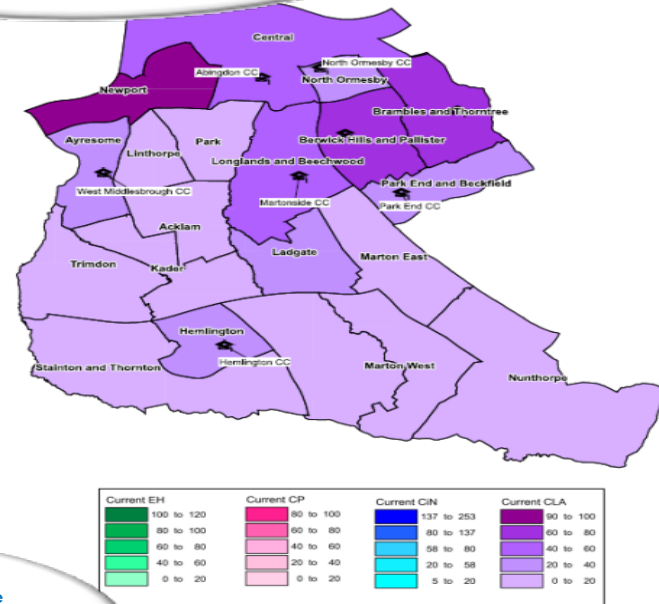 Central
North Ormesby CC
Abingdon CC
North Ormesby
Newport
Brambles and Thorntree
Ayresome
Park
Berwick Hills and Pallister
Linthorpe
Longlands and Beechwood
West Middlesbrough CC
Park End and Beckfield
Martonside CC
Park End CC
Acklam
Ladgate
Marton East
Trimdon
Kader
Hemlington
Hemlington CC
Stainton and Thornton
Marton West
Nunthorpe
Current EH
100 to 120
80 to 100
60 to 80
40 to 60
0 to 20
Current CP
80 to 100
60 to 80
40 to 60
20 to 40
0 to 20
Current CiN
137 to 253
80 to 137
58 to 80
20 to 58
5 to 20
Current CLA
90 to 100
60 to 80
40 to 60
20 to 40
0 to 20
e